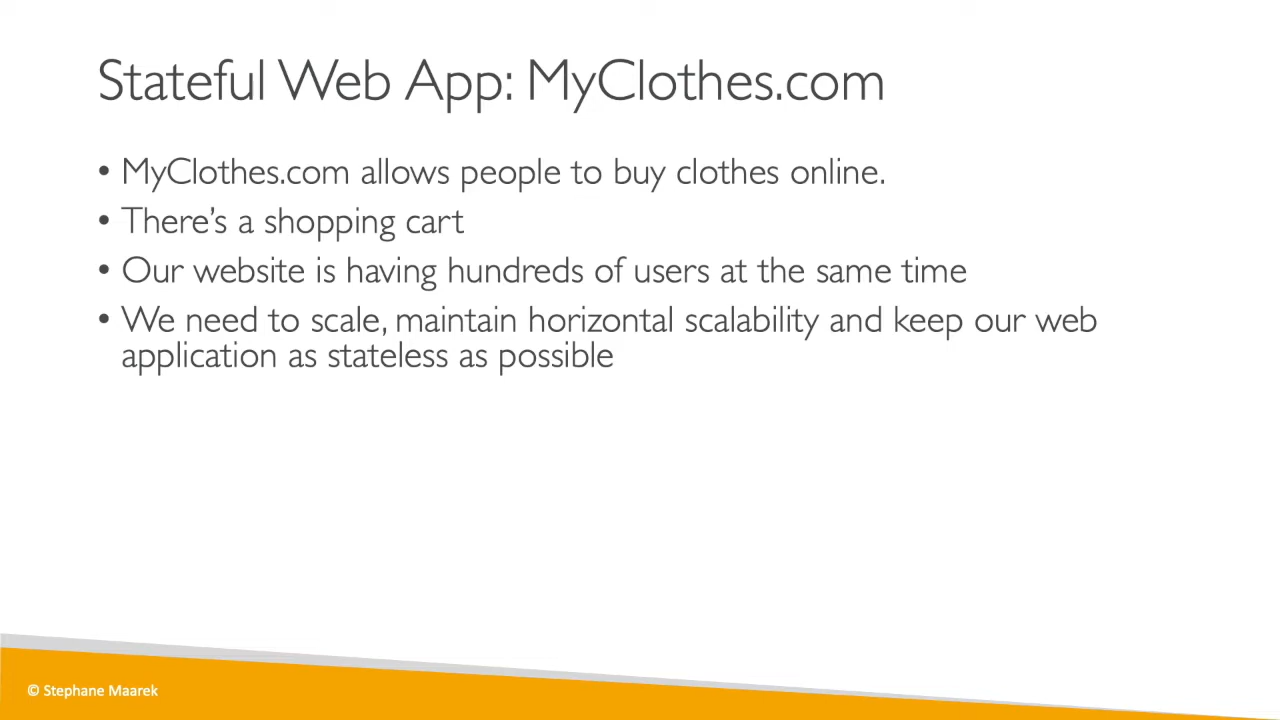 Stateful Web App: MyClothes.com
• MyClothes.com allows people to buy clothes online.
• There’s a shopping cart
• Our website is having hundreds of users at the same time
• We need to scale, maintain horizontal scalability and keep our web
application as stateless as possible
© Stephane Maarek